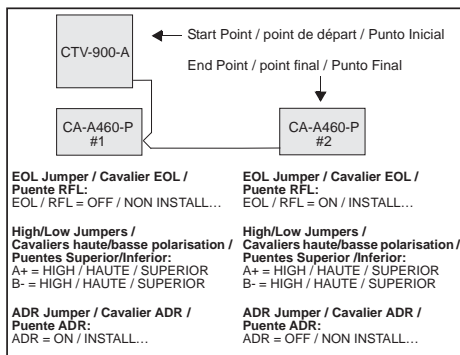 Start Point / point de départ / Punto Inicial
CTV-900-A
End Point / point final / Punto Final
CA-A460-P
#1
CA-A460-P
#2
EOL Jumper / Cavalier EOL /
Puente RFL:
EOL / RFL = OFF / NON INSTALL…
High/Low Jumpers /
Cavaliers haute/basse polarisation /
Puentes Superior/Inferior:
A+ = HIGH / HAUTE / SUPERIOR
B- = HIGH / HAUTE / SUPERIOR
ADR Jumper / Cavalier ADR /
Puente ADR:
ADR = ON / INSTALL…
EOL Jumper / Cavalier EOL /
Puente RFL:
EOL / RFL = ON / INSTALL…
High/Low Jumpers /
Cavaliers haute/basse polarisation /
Puentes Superior /Inferior:
A+ = HIGH / HAUTE / SUPERIOR
B- = HIGH / HAUTE / SUPERIOR
ADR Jumper / Cavalier ADR /
Puente ADR:
ADR = OFF / NON INSTALL…